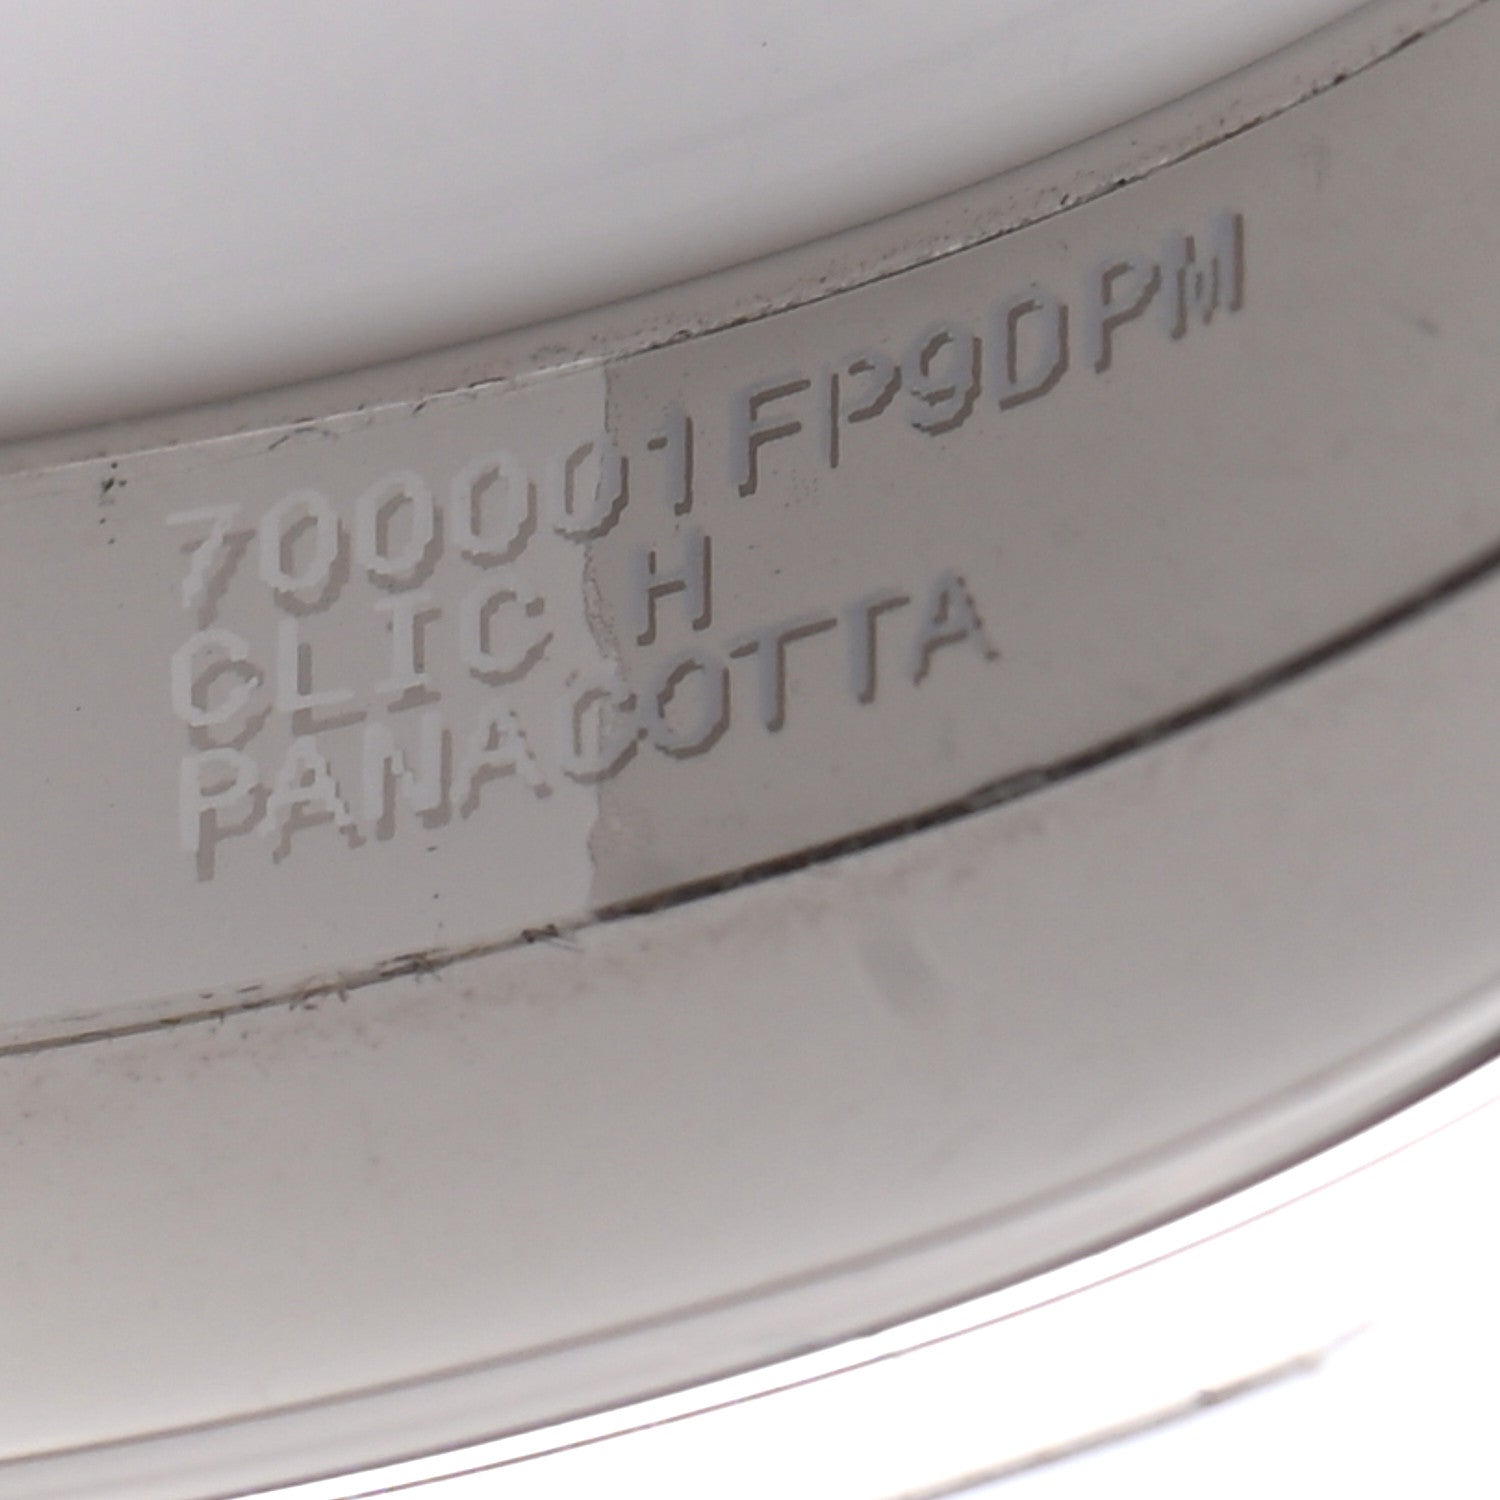 700001FP9DPM
CLIC H
PANACOTTA